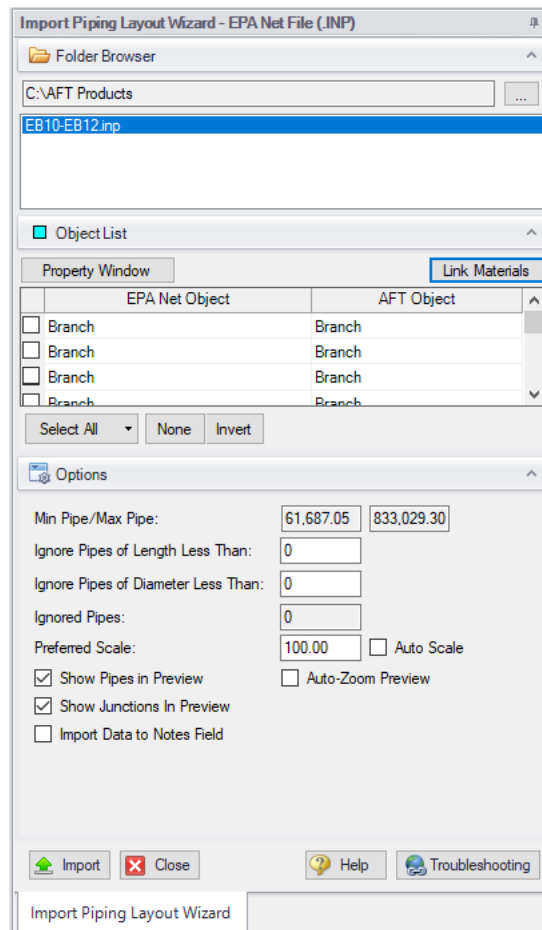 Import Piping Layout Wizard - EPA Net File (.INP)
Folder Browser
C:\AFT Products
...
EB10-EB12.inp
Object List
Property Window Link Materials
EPA Net Object AFT Object
Branch Branch
Branch Branch
Branch Branch
Branch Branch
Select All None Invert
Options
Min Pipe/Max Pipe: 61,687.05 833,029.30
Ignore Pipes of Length Less Than: 0
Ignore Pipes of Diameter Less Than: 0
Ignored Pipes: 0
Preferred Scale: 100.00 Auto Scale
Show Pipes in Preview Auto-Zoom Preview
Show Junctions In Preview
Import Data to Notes Field
Import Close Help Troubleshooting
Import Piping Layout Wizard